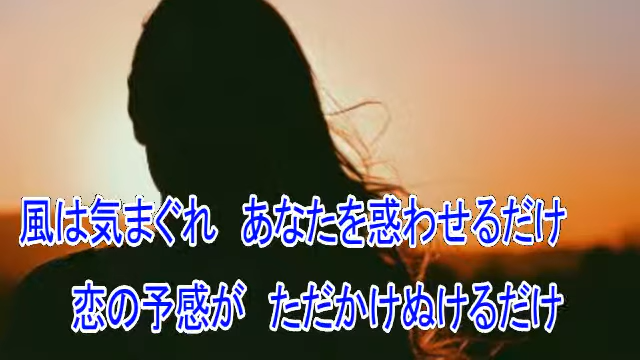 風は気まぐれ　あなたを惑わせるだけ
恋の予感が　ただかけぬけるだけ